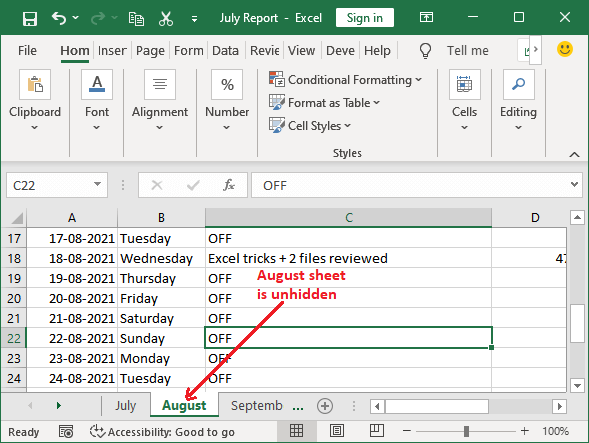 July Report - Excel Sign in
File Hom Inser Page Form Data Revie View Deve Help Tell me
Clipboard Font Alignment Number Conditional Formatting Format as Table Cell Styles Cells Editing
Styles
C22 fx OFF
A B C D
17 17-08-2021 Tuesday OFF
18 18-08-2021 Wednesday Excel tricks + 2 files reviewed 47
19 19-08-2021 Thursday OFF
20 20-08-2021 Friday OFF
21 21-08-2021 Saturday OFF
22 22-08-2021 Sunday OFF
23 23-08-2021 Monday OFF
24 24-08-2021 Tuesday OFF
August sheet
is unhidden
July August Septemb ...
Ready Accessibility: Good to go 100%